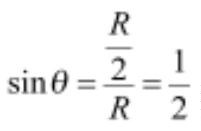 sin θ = (R/2)/R = 1/2